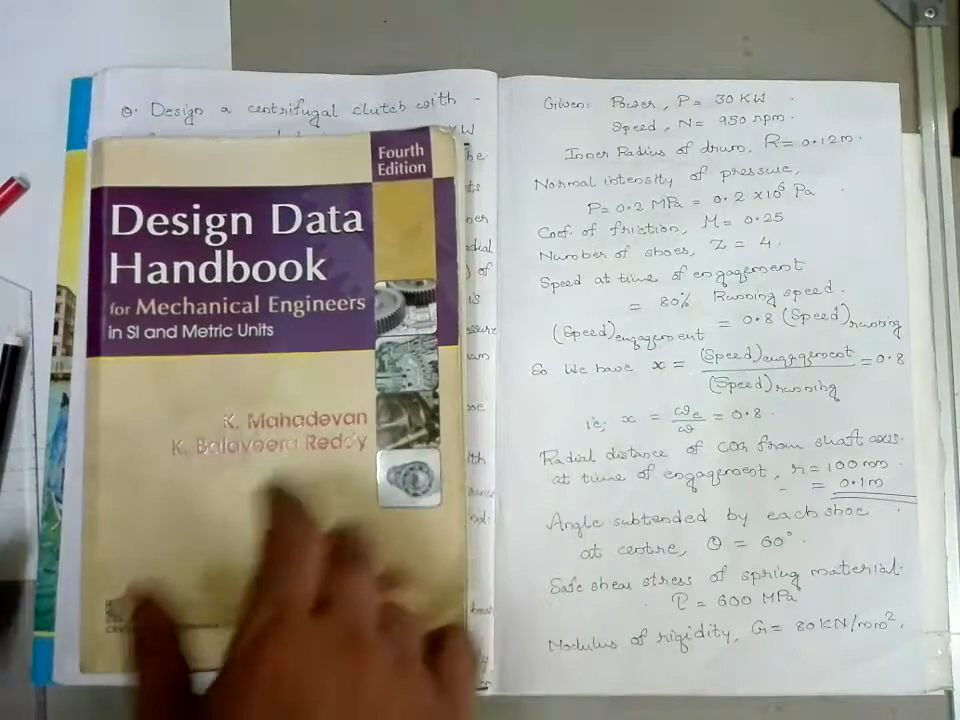 Q. Design a centrifugal clutch with
Fourth
Edition
Design Data
Handbook
for Mechanical Engineers
in SI and Metric Units
K. Mahadevan
K. Balaveera Reddy
Given: Power, P = 30 KW
Speed, N = 950 rpm.
Inner Radius of drum, R = 0.12m.
Normal intensity of pressure,
P = 0.2 MPa = 0.2 x10⁶ Pa
Coef. of friction, μ = 0.25
Number of shoes, Z = 4.
Speed at time of engagement
= 80% Running speed.
(Speed)engagement = 0.8 (Speed)running
So We have x = (Speed)engagement / (Speed)running = 0.8
i.e; x = ωe / ω = 0.8.
Radial distance of COG from shaft axis.
at time of engagement, r = 100mm
= 0.1m
Angle subtended by each shoe
at centre, θ = 60°.
Safe shear stress of spring material.
τ = 600 MPa
Modulus of rigidity, G = 80 KN/mm².